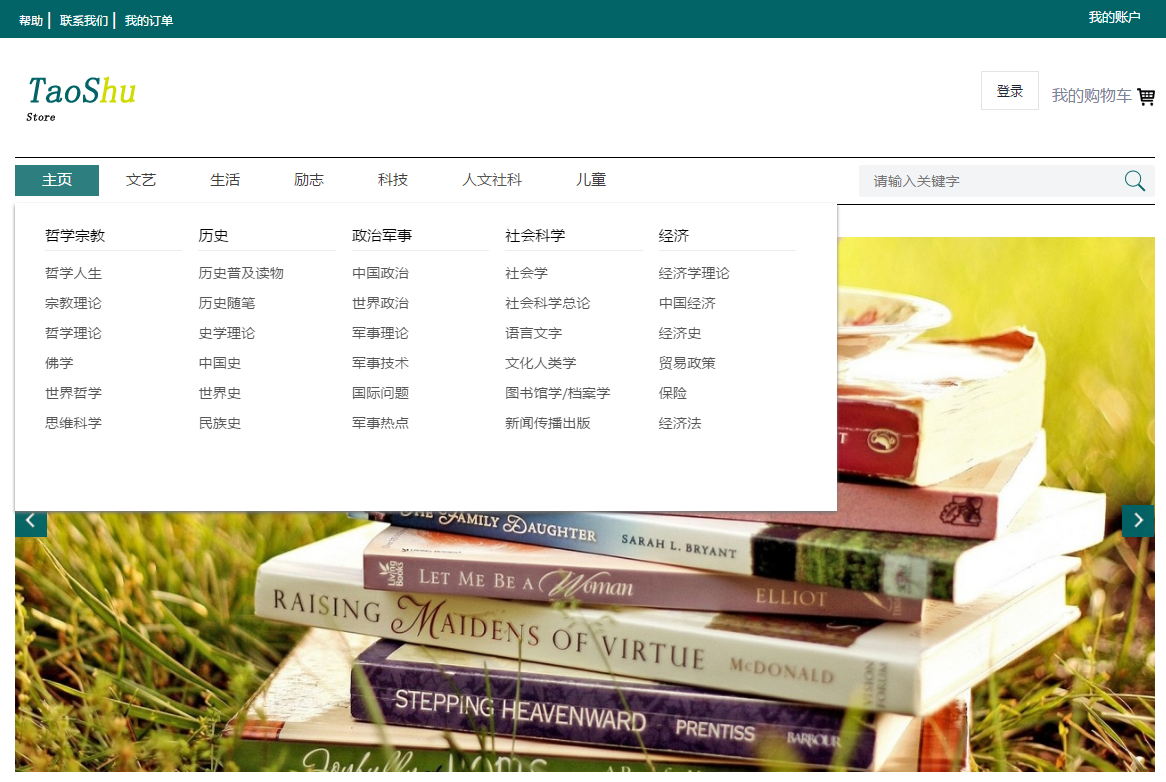 帮助 | 联系我们 | 我的订单
我的账户
TaoShu
Store
登录
我的购物车
主页 文艺 生活 励志 科技 人文社科 儿童
请输入关键字
哲学宗教 历史 政治军事 社会科学 经济
哲学人生 历史普及读物 中国政治 社会学 经济学理论
宗教理论 历史随笔 世界政治 社会科学总论 中国经济
哲学理论 史学理论 军事理论 语言文字 经济史
佛学 中国史 军事技术 文化人类学 贸易政策
世界哲学 世界史 国际问题 图书馆学/档案学 保险
思维科学 民族史 军事热点 新闻传播出版 经济法
THE FAMILY DAUGHTER SARAH L. BRYANT
Living Books
LET ME BE A Woman ELLIOT
RAISING MAIDENS OF VIRTUE McDONALD
VISION FORUM
STEPPING HEAVENWARD PRENTISS BARBOUR
Joyfully